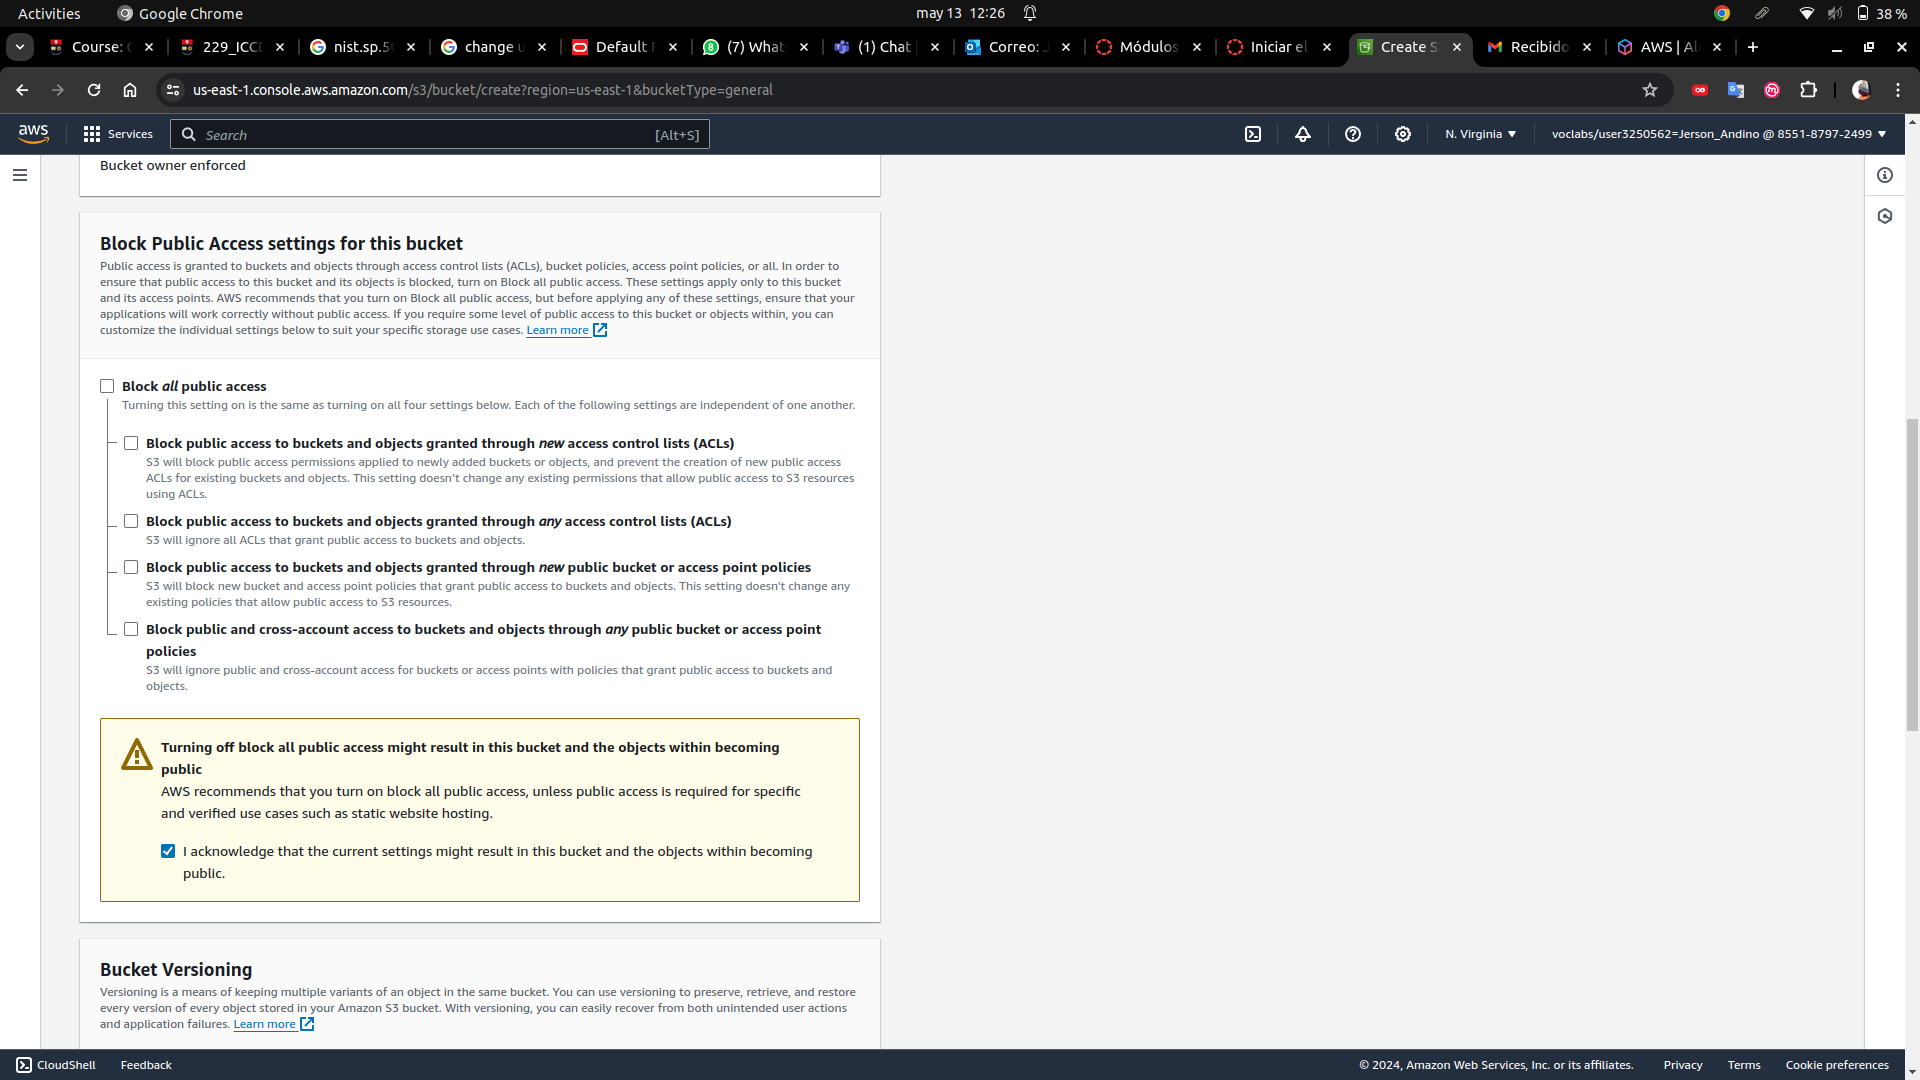 Activities
Google Chrome
may 13 12:26
38 %
Course:
229_ICC
nist.sp.5
change u
Default
(7) What
(1) Chat
Correo:
Módulos
Iniciar el
Create S
Recibido
AWS | Al
us-east-1.console.aws.amazon.com/s3/bucket/create?region=us-east-1&bucketType=general
aws
Services
Search
[Alt+S]
N. Virginia
voclabs/user3250562=Jerson_Andino @ 8551-8797-2499
Bucket owner enforced
Block Public Access settings for this bucket
Public access is granted to buckets and objects through access control lists (ACLs), bucket policies, access point policies, or all. In order to
ensure that public access to this bucket and its objects is blocked, turn on Block all public access. These settings apply only to this bucket
and its access points. AWS recommends that you turn on Block all public access, but before applying any of these settings, ensure that your
applications will work correctly without public access. If you require some level of public access to this bucket or objects within, you can
customize the individual settings below to suit your specific storage use cases. Learn more
Block all public access
Turning this setting on is the same as turning on all four settings below. Each of the following settings are independent of one another.
Block public access to buckets and objects granted through new access control lists (ACLs)
S3 will block public access permissions applied to newly added buckets or objects, and prevent the creation of new public access
ACLs for existing buckets and objects. This setting doesn't change any existing permissions that allow public access to S3 resources
using ACLs.
Block public access to buckets and objects granted through any access control lists (ACLs)
S3 will ignore all ACLs that grant public access to buckets and objects.
Block public access to buckets and objects granted through new public bucket or access point policies
S3 will block new bucket and access point policies that grant public access to buckets and objects. This setting doesn't change any
existing policies that allow public access to S3 resources.
Block public and cross-account access to buckets and objects through any public bucket or access point
policies
S3 will ignore public and cross-account access for buckets or access points with policies that grant public access to buckets and
objects.
Turning off block all public access might result in this bucket and the objects within becoming
public
AWS recommends that you turn on block all public access, unless public access is required for specific
and verified use cases such as static website hosting.
I acknowledge that the current settings might result in this bucket and the objects within becoming
public.
Bucket Versioning
Versioning is a means of keeping multiple variants of an object in the same bucket. You can use versioning to preserve, retrieve, and restore
every version of every object stored in your Amazon S3 bucket. With versioning, you can easily recover from both unintended user actions
and application failures. Learn more
CloudShell
Feedback
© 2024, Amazon Web Services, Inc. or its affiliates.
Privacy
Terms
Cookie preferences